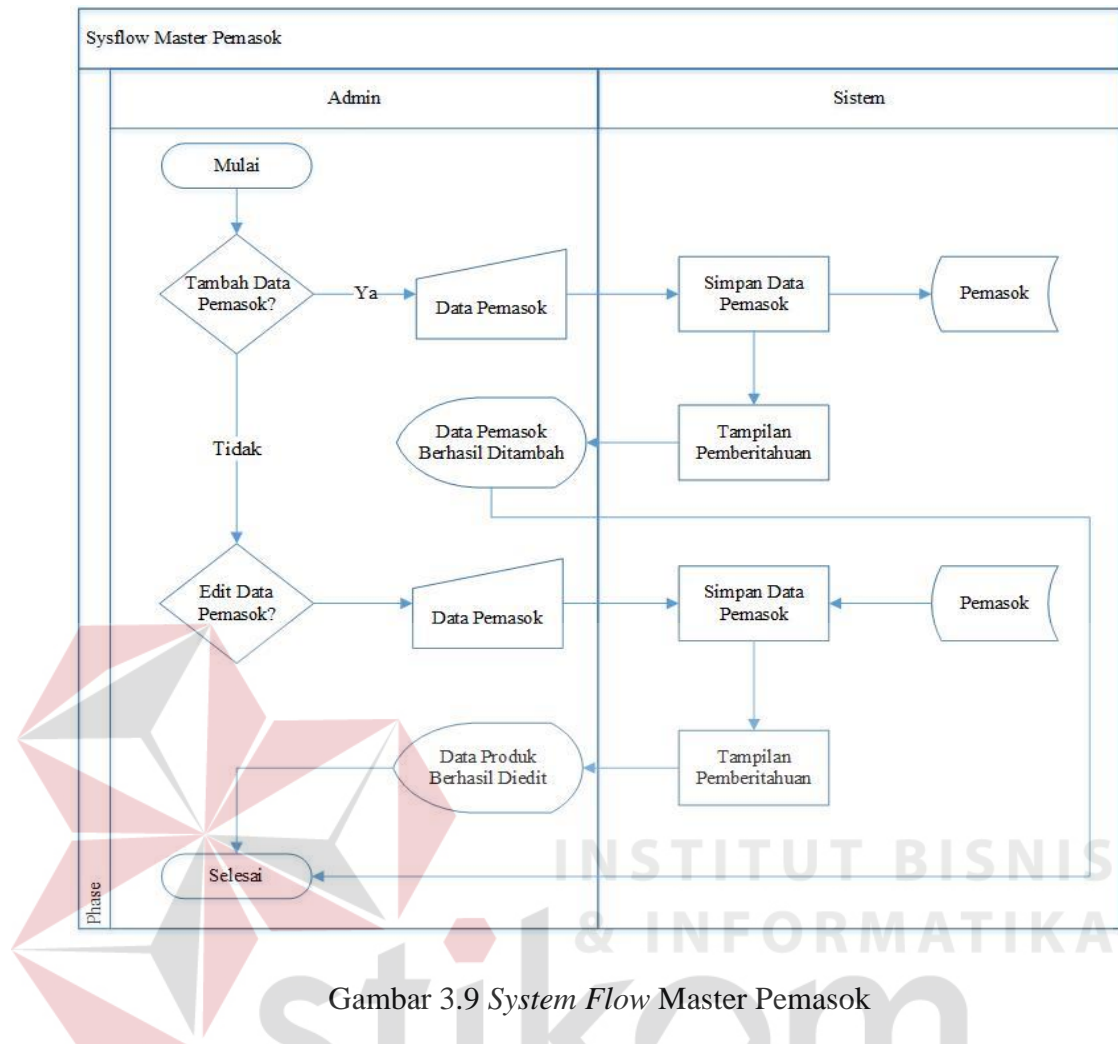 Sysflow Master Pemasok
Admin
Sistem
Mulai
Tambah Data
Pemasok?
Ya
Data Pemasok
Simpan Data
Pemasok
Pemasok
Data Pemasok
Berhasil Ditambah
Tampilan
Pemberitahuan
Tidak
Edit Data
Pemasok?
Data Pemasok
Simpan Data
Pemasok
Pemasok
Data Produk
Berhasil Diedit
Tampilan
Pemberitahuan
Selesai
Phase
INSTITUT BISNIS
& INFORMATIKA
stikom
Gambar 3.9 System Flow Master Pemasok